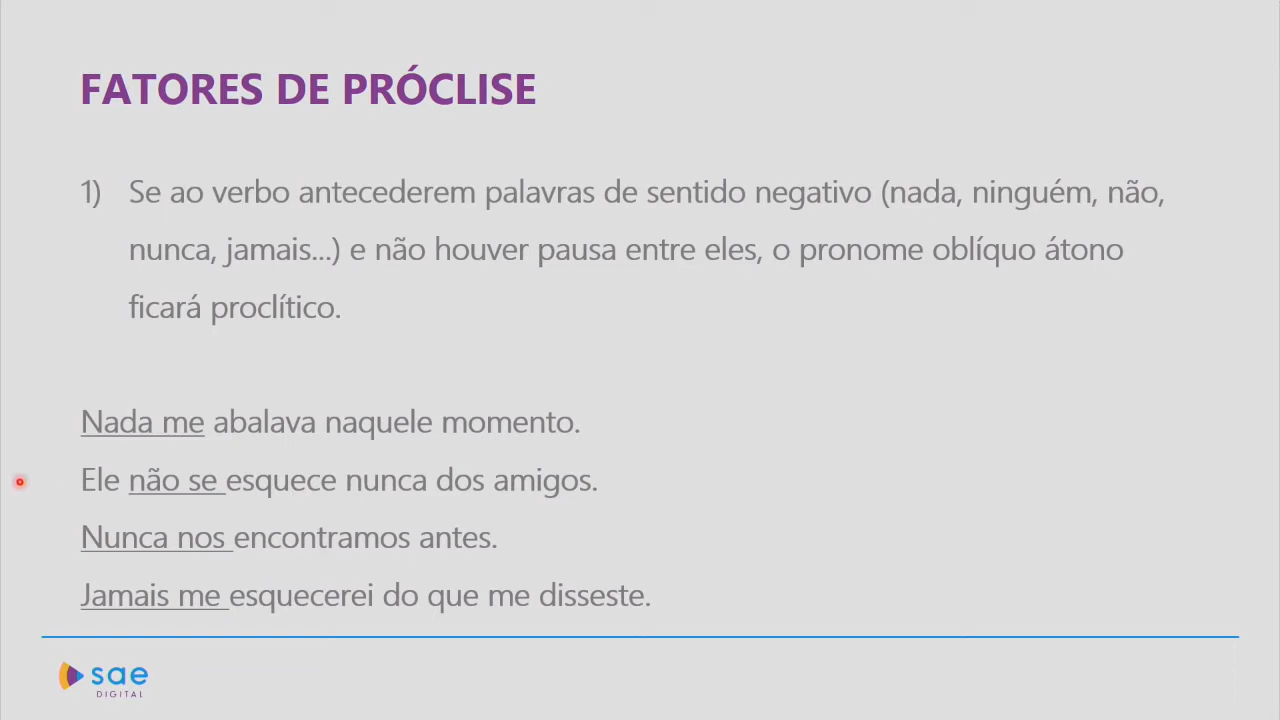 FATORES DE PRÓCLISE
1) Se ao verbo antecederem palavras de sentido negativo (nada, ninguém, não,
nunca, jamais...) e não houver pausa entre eles, o pronome oblíquo átono
ficará proclítico.
Nada me abalava naquele momento.
Ele não se esquece nunca dos amigos.
Nunca nos encontramos antes.
Jamais me esquecerei do que me disseste.
sae
DIGITAL